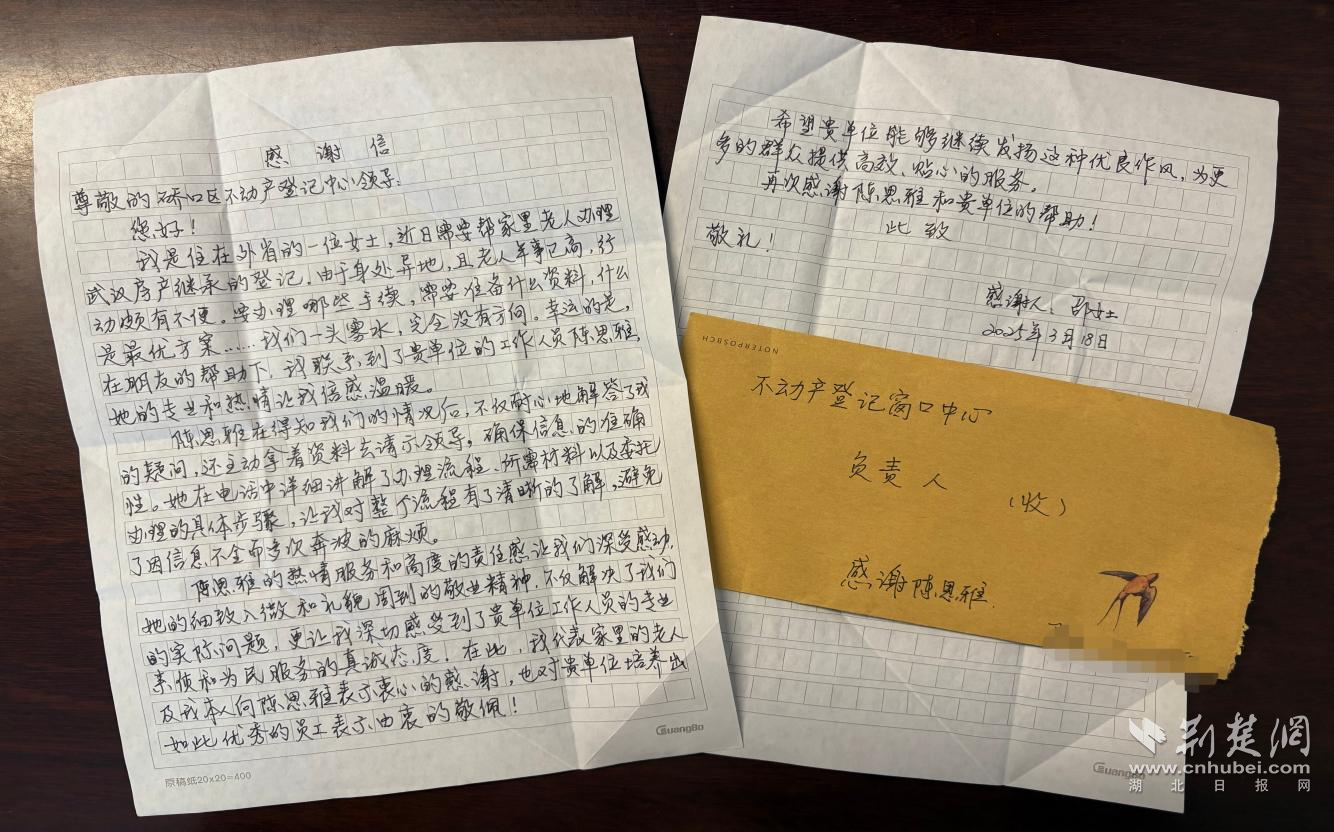 感谢信
尊敬的硚口区不动产登记中心领导：
您好！
我是住在外省的一位女士，近日需要帮家里老人办理
武汉房产继承的登记，由于身处异地，且老人年事已高，行
动颇有不便。要办理哪些手续，需要准备什么资料，什么
是最优方案……我们一头雾水，完全没有方向。幸运的是，
在朋友的帮助下，我联系到了贵单位的工作人员陈思雅，
她的专业和热情让我倍感温暖。
陈思雅在得知我们的情况后，不仅耐心地解答了我
的疑问，还主动拿着资料去请示领导，确保信息的准确
性。她在电话中详细讲解了办理流程、所需材料以及委托
办理的具体步骤，让我对整个流程有了清晰的了解，避免
了因信息不全而多次奔波的麻烦。
陈思雅的热情服务和高度的责任感让我们深受感动，
她的细致入微和礼貌周到的敬业精神，不仅解决了我们
的实际问题，更让我深切感受到了贵单位工作人员的专业
素质和为民服务的真诚态度。在此，我代表家里的老人
及我本人向陈思雅表示衷心的感谢，也对贵单位培养出
如此优秀的员工表示由衷的敬佩！
GuangBo
原稿纸20x20=400
希望贵单位能够继续发扬这种优良作风，为更
多的群众提供高效、贴心的服务。
再次感谢陈思雅和贵单位的帮助！
此致
敬礼！
感谢人：邵女士
2025年3月18日
NOTERPOSBCH
不动产登记窗口中心
负责人
（收）
感谢陈思雅
GuangBo
荆楚网
www.cnhubei.com
湖北日报网